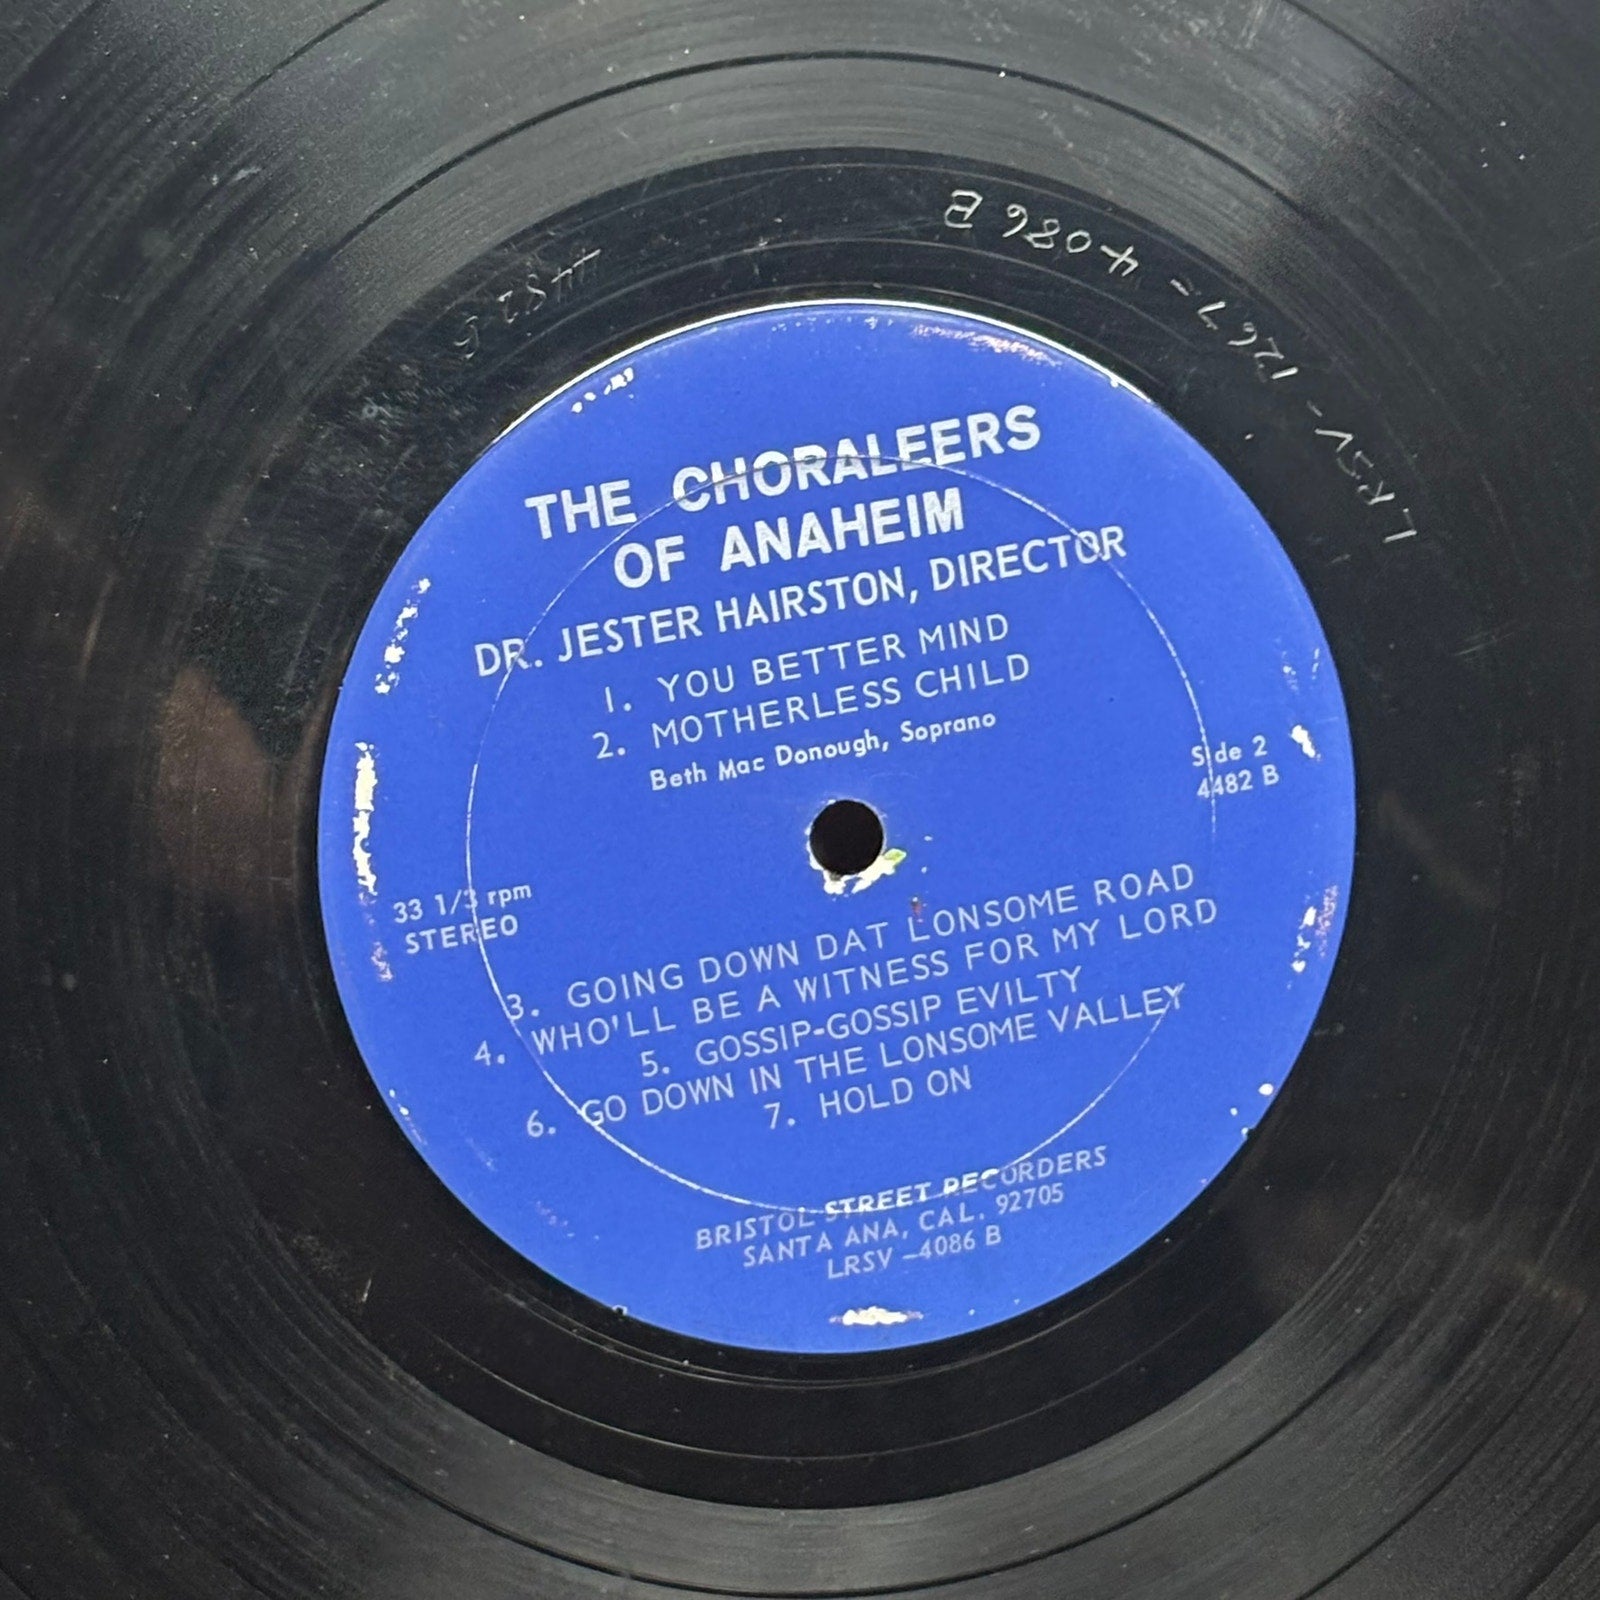 THE CHORALEERS
OF ANAHEIM
DR. JESTER HAIRSTON, DIRECTOR
1. YOU BETTER MIND
2. MOTHERLESS CHILD
Beth Mac Donough, Soprano
Side 2
4482 B
33 1/3 rpm
STEREO
3. GOING DOWN DAT LONSOME ROAD
4. WHO'LL BE A WITNESS FOR MY LORD
5. GOSSIP-GOSSIP EVILTY
6. GO DOWN IN THE LONSOME VALLEY
7. HOLD ON
BRISTOL STREET RECORDERS
SANTA ANA, CAL. 92705
LRSV -4086 B
LRSV - 1267 - 4086 B